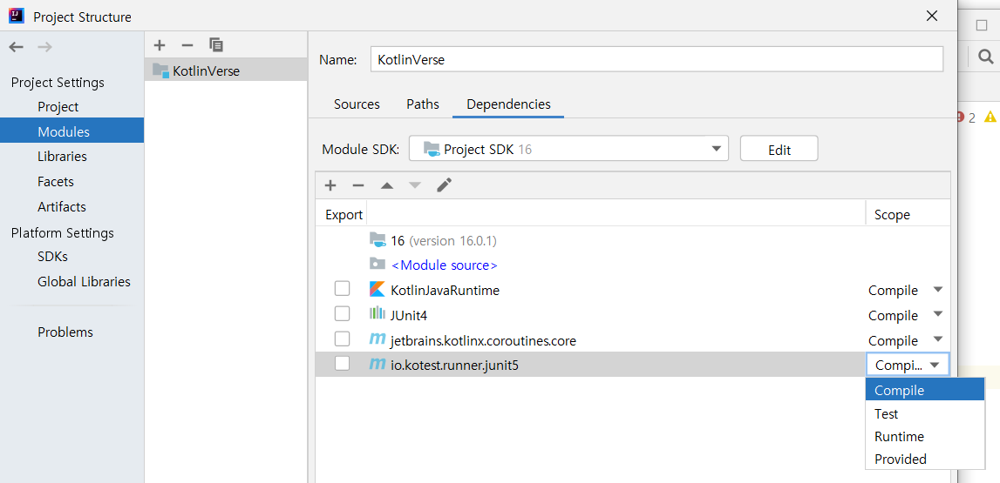 Project Structure
Project Settings
Project
Modules
Libraries
Facets
Artifacts
Platform Settings
SDKs
Global Libraries
Problems
KotlinVerse
Name: KotlinVerse
Sources Paths Dependencies
Module SDK: Project SDK 16 Edit
Export Scope
16 (version 16.0.1)
<Module source>
KotlinJavaRuntime Compile
JUnit4 Compile
jetbrains.kotlinx.coroutines.core Compile
io.kotest.runner.junit5 Compi...
Compile
Test
Runtime
Provided
2